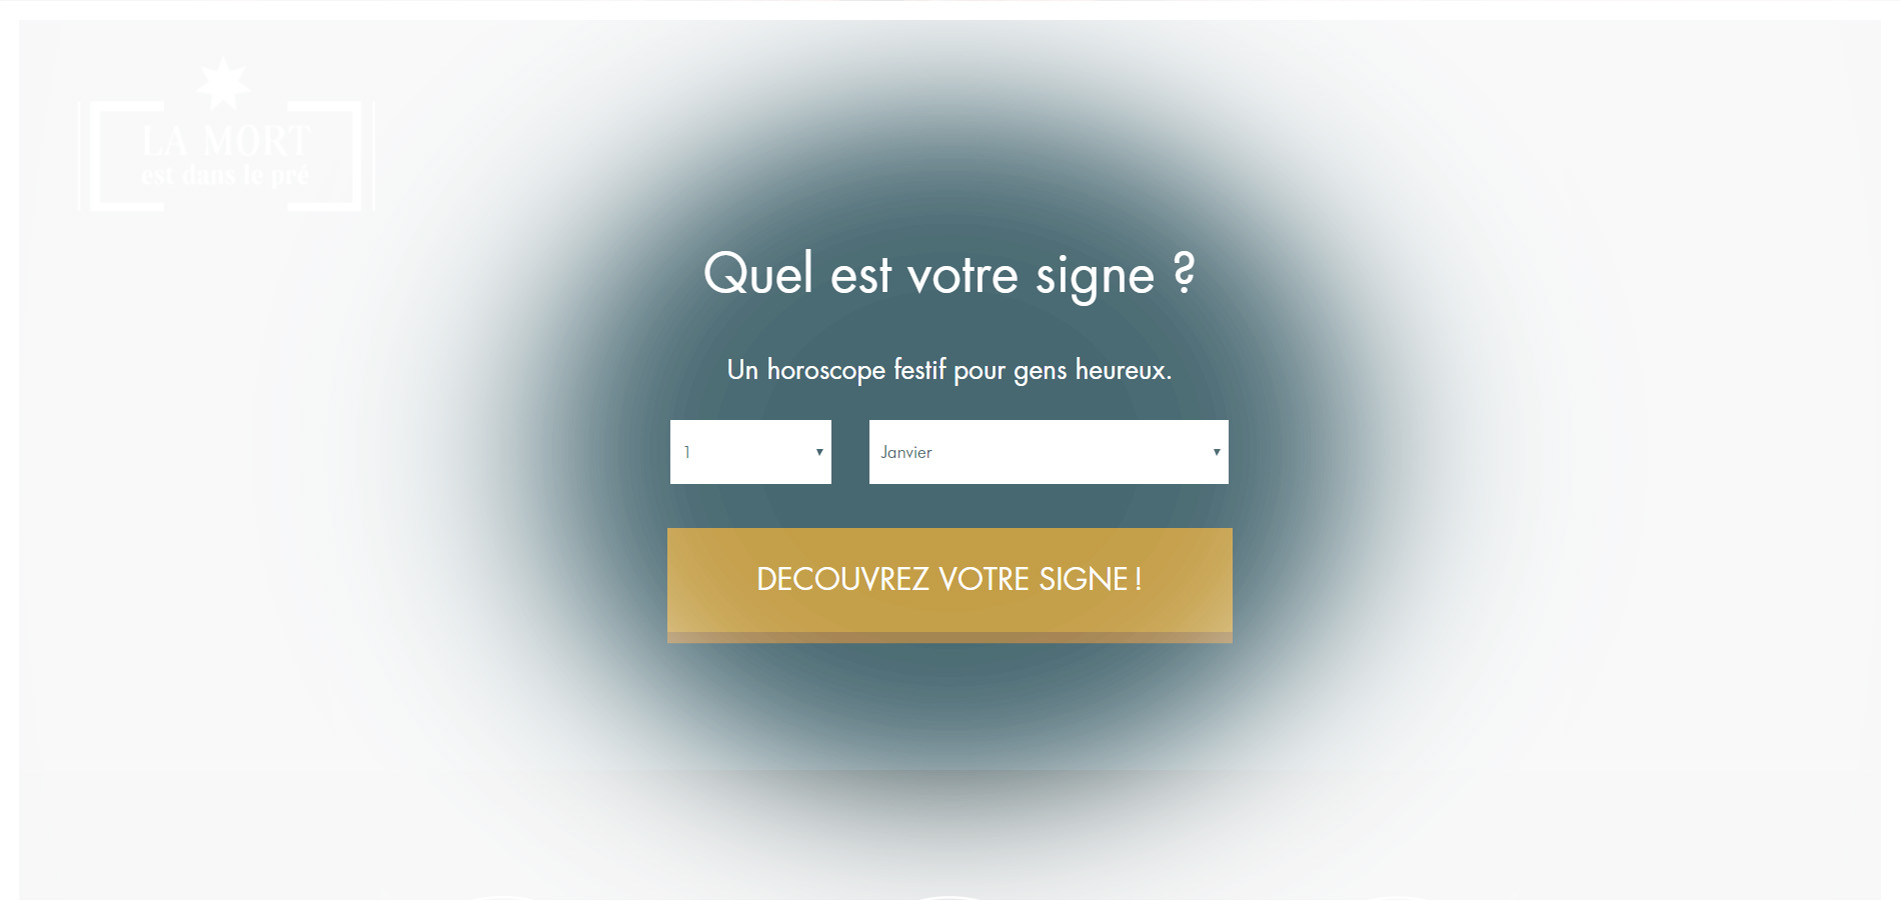 LA MORT
est dans le pré
Quel est votre signe ?
Un horoscope festif pour gens heureux.
1
Janvier
DECOUVREZ VOTRE SIGNE !